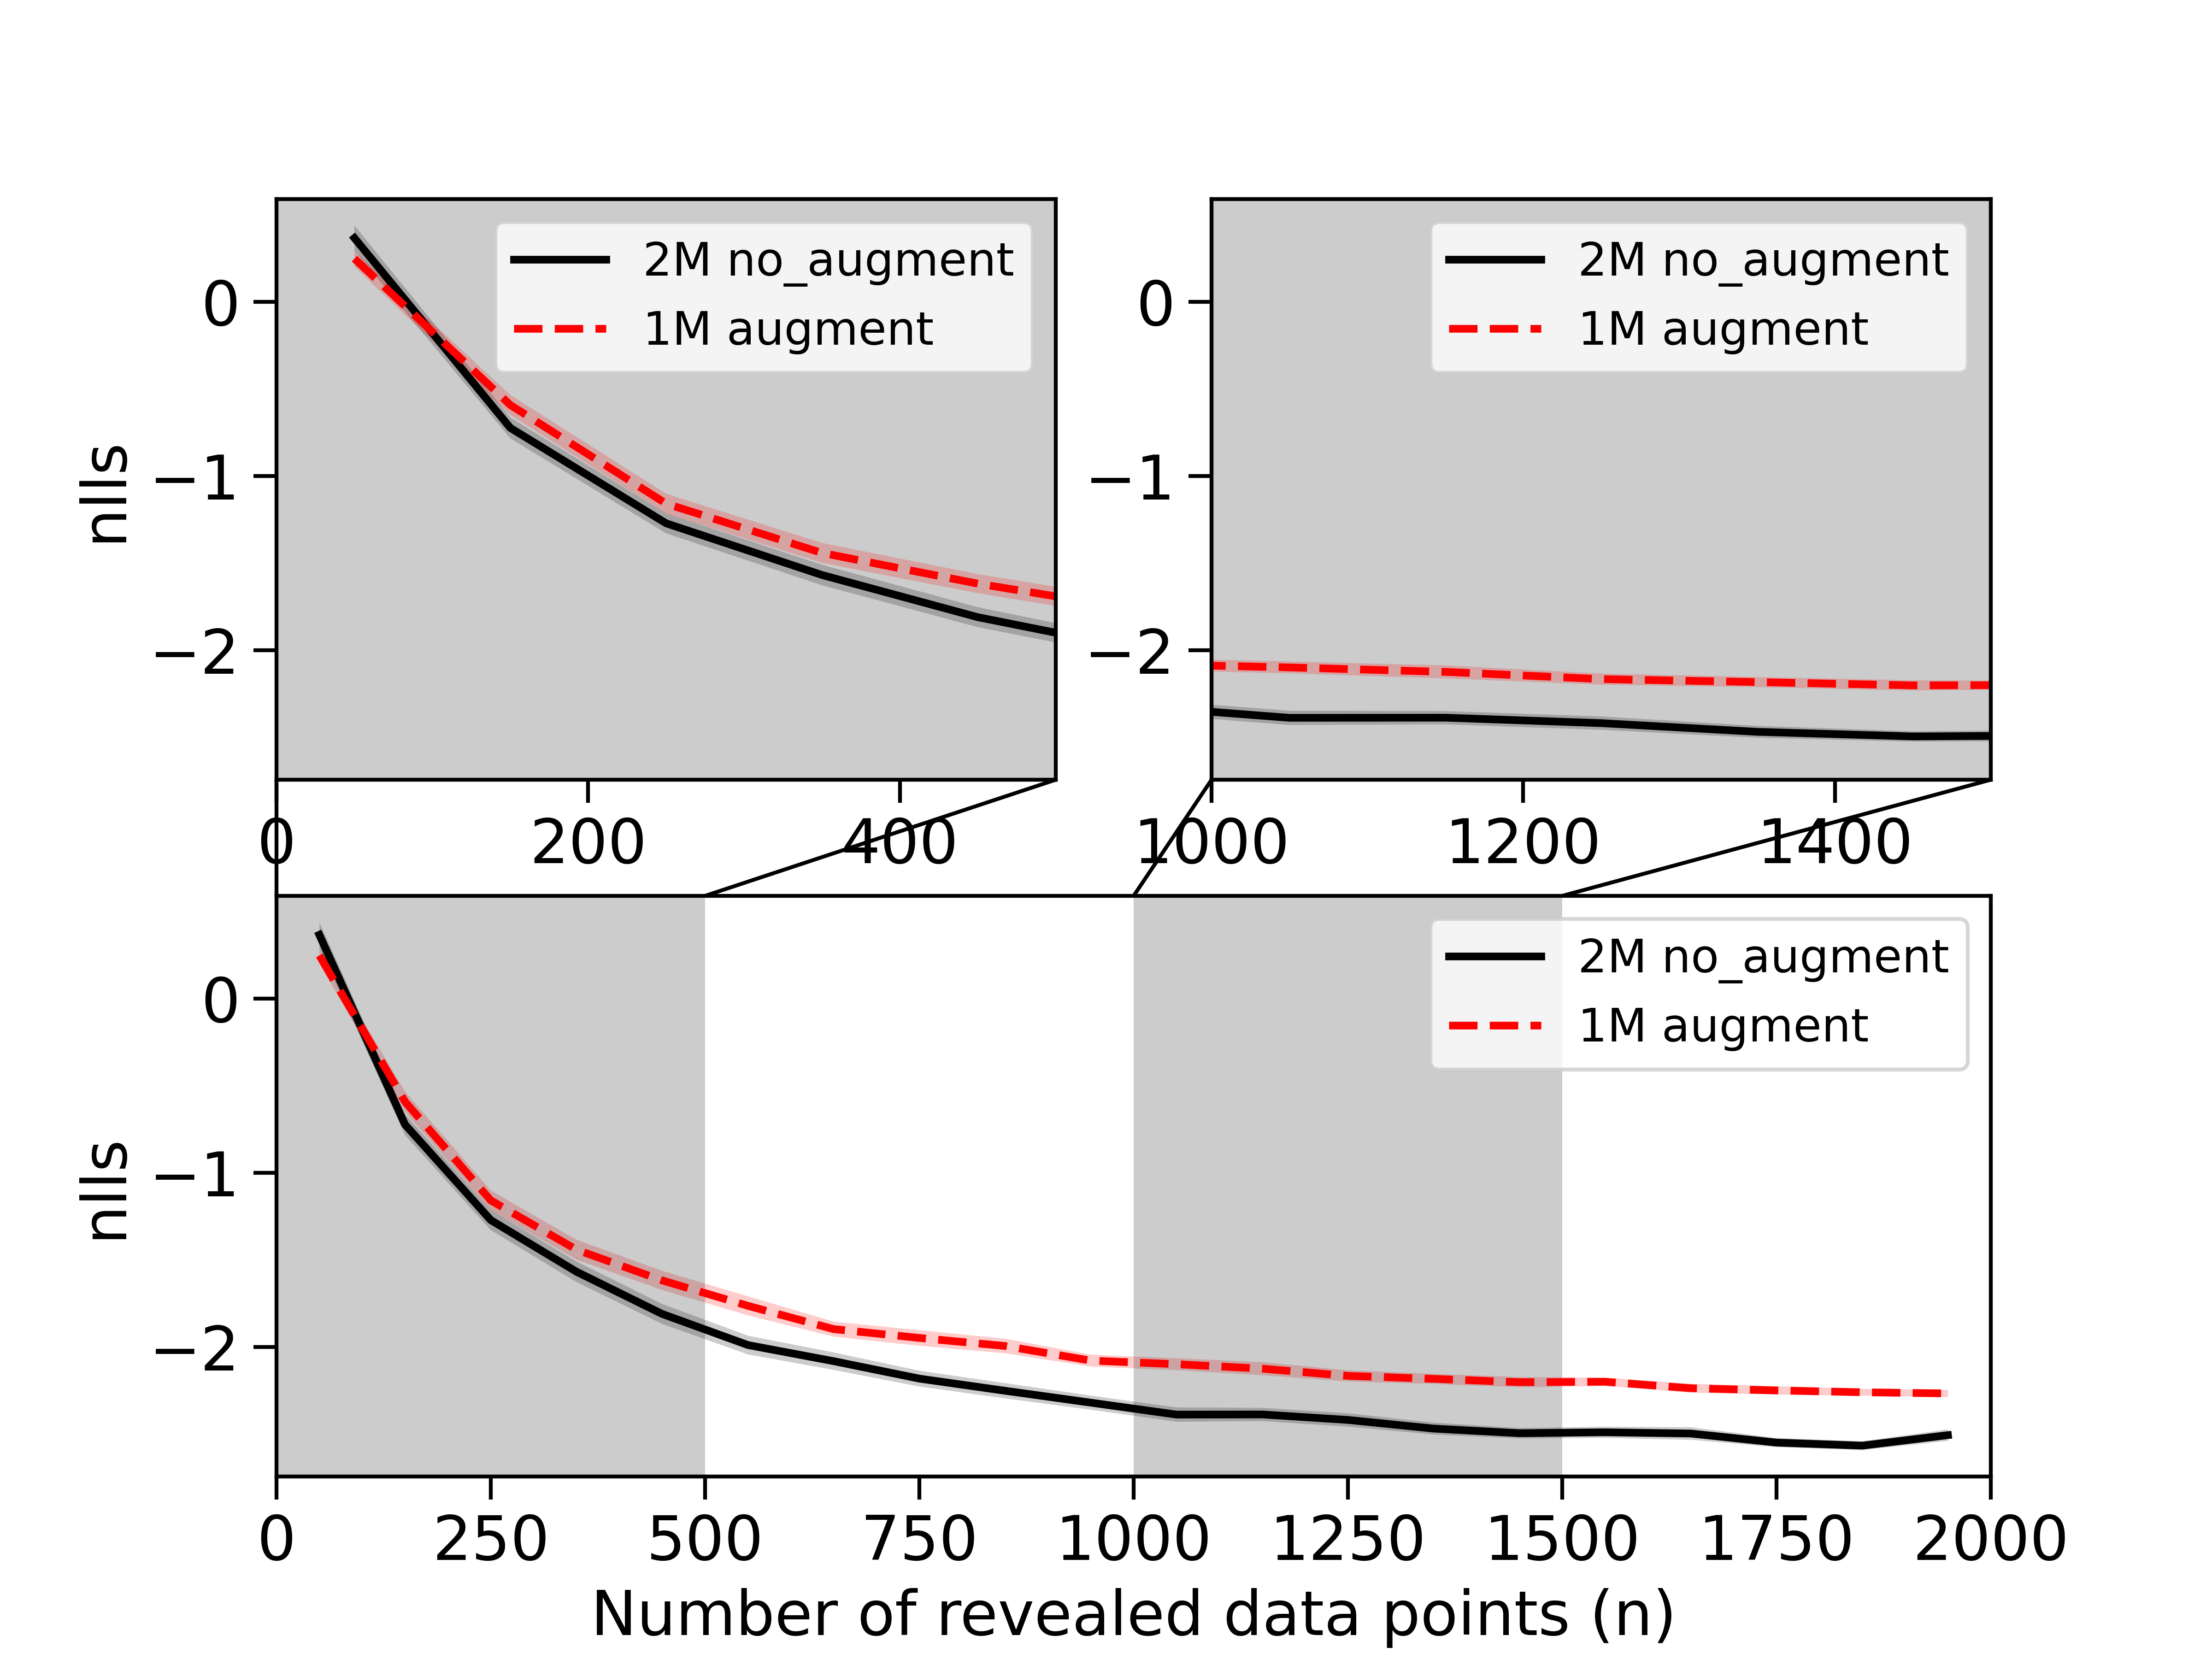 2M no_augment
1M augment
0
−1
−2
nlls
0 200 400
2M no_augment
1M augment
0
−1
−2
1000 1200 1400
2M no_augment
1M augment
0
−1
−2
nlls
0 250 500 750 1000 1250 1500 1750 2000
Number of revealed data points (n)